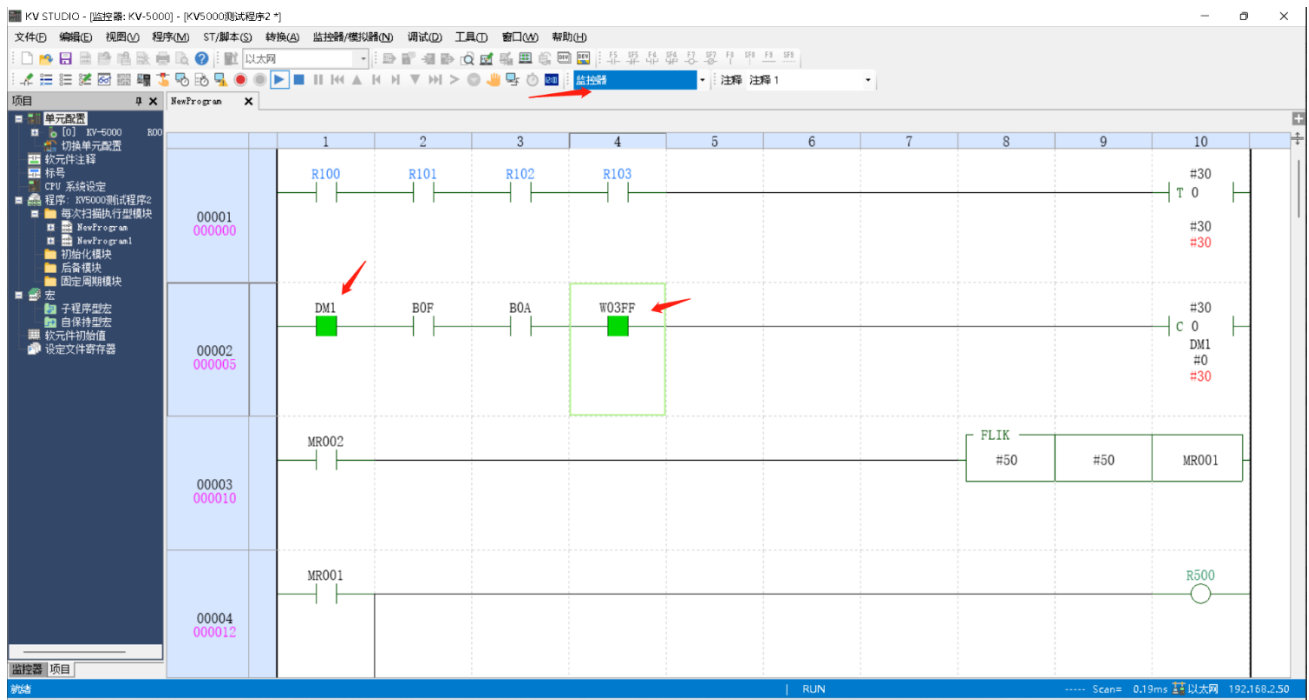 KV STUDIO - [监控器: KV-5000] - [KV5000测试程序2 *]
文件(F) 编辑(E) 视图(V) 程序(M) ST/脚本(S) 转换(A) 监控器/模拟器(N) 调试(D) 工具(T) 窗口(W) 帮助(H)
以太网
监控器 注释 注释 1
项目 NewProgram
单元配置
[0] KV-5000 R00
切换单元配置
软元件注释
标号
CPU 系统设定
程序: KV5000测试程序2
每次扫描执行型模块
NewProgram
NewProgram1
初始化模块
后备模块
固定周期模块
宏
子程序型宏
自保持型宏
软元件初始值
设定文件寄存器
监控器 项目
1 2 3 4 5 6 7 8 9 10
R100 R101 R102 R103 #30
T 0
00001
000000
#30
#30
DM1 B0F B0A W03FF #30
C 0
00002
000005
DM1
#0
#30
MR002 FLIK
#50 #50 MR001
00003
000010
MR001 R500
00004
000012
就绪 RUN ----- Scan= 0.19ms 以太网 192.168.2.50